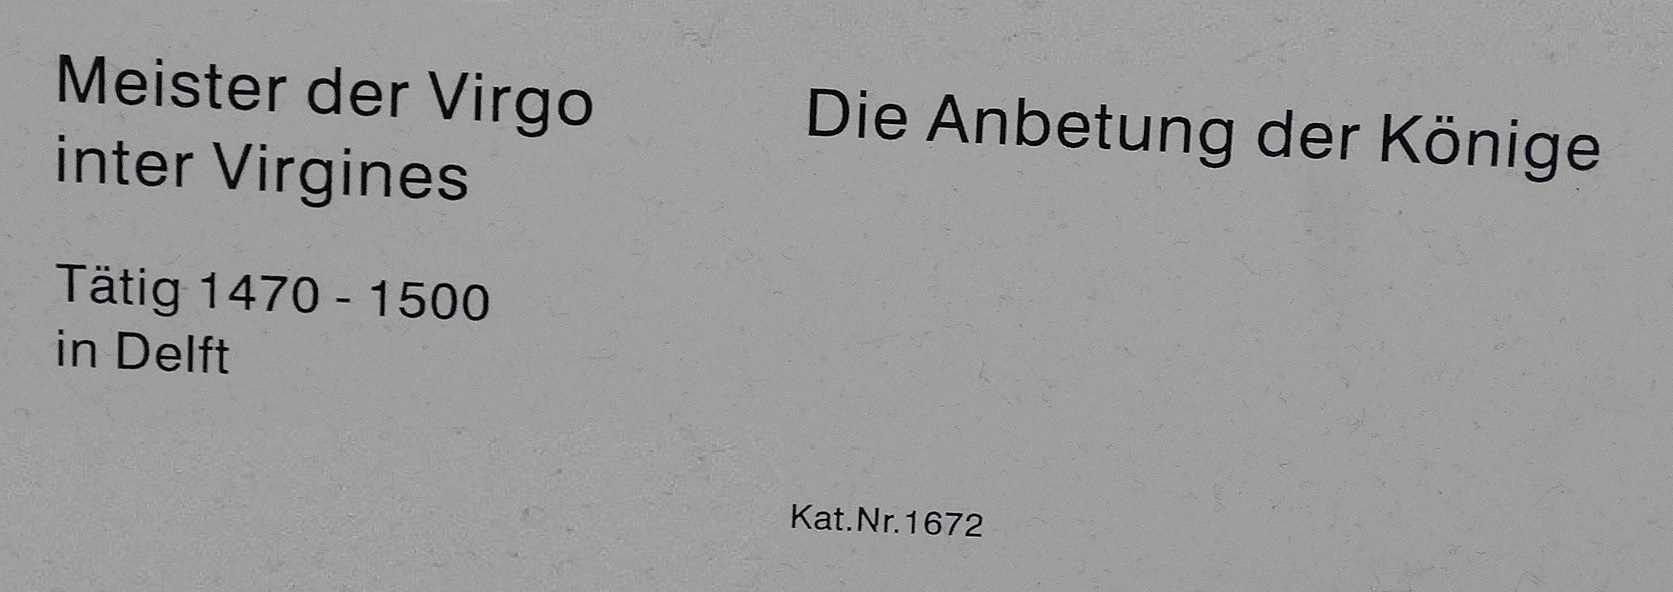 Meister der Virgo
inter Virgines
Tätig 1470 - 1500
in Delft
Die Anbetung der Könige
Kat.Nr.1672